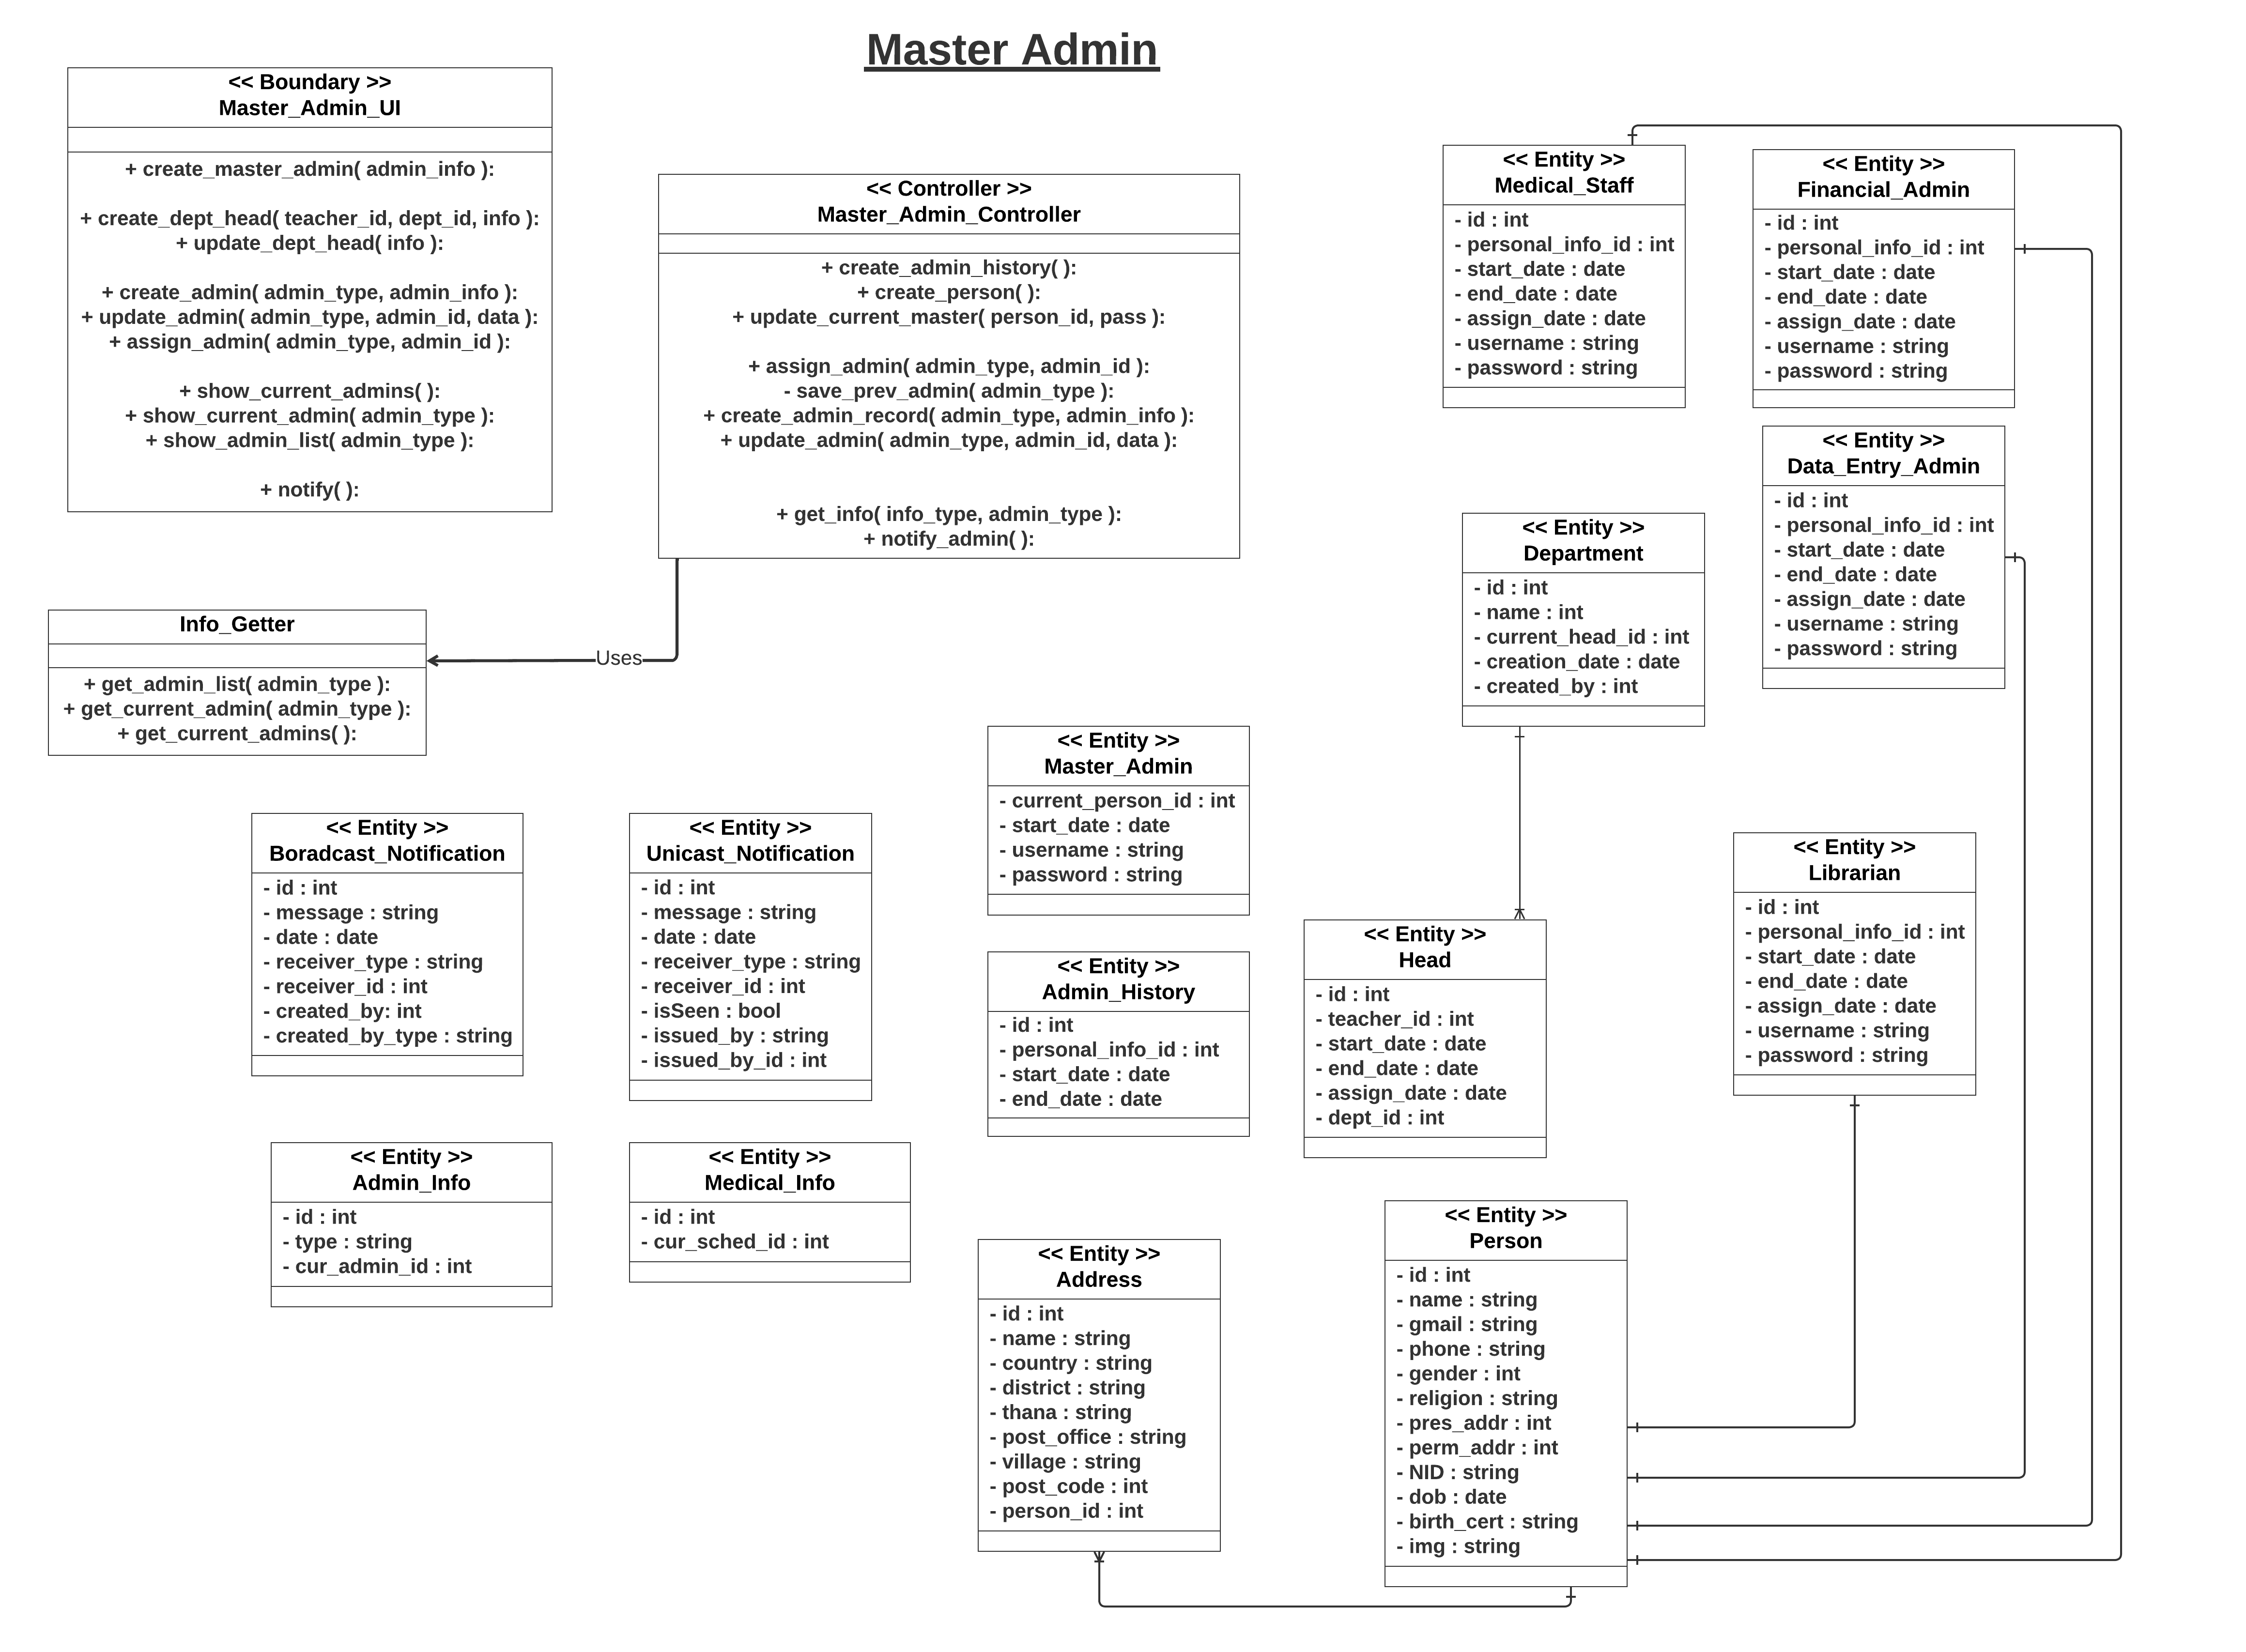 Master Admin
<< Boundary >>
Master_Admin_UI
+ create_master_admin( admin_info ):
+ create_dept_head( teacher_id, dept_id, info ):
+ update_dept_head( info ):
+ create_admin( admin_type, admin_info ):
+ update_admin( admin_type, admin_id, data ):
+ assign_admin( admin_type, admin_id ):
+ show_current_admins( ):
+ show_current_admin( admin_type ):
+ show_admin_list( admin_type ):
+ notify( ):
<< Controller >>
Master_Admin_Controller
+ create_admin_history( ):
+ create_person( ):
+ update_current_master( person_id, pass ):
+ assign_admin( admin_type, admin_id ):
- save_prev_admin( admin_type ):
+ create_admin_record( admin_type, admin_info ):
+ update_admin( admin_type, admin_id, data ):
+ get_info( info_type, admin_type ):
+ notify_admin( ):
<< Entity >>
Medical_Staff
- id : int
- personal_info_id : int
- start_date : date
- end_date : date
- assign_date : date
- username : string
- password : string
<< Entity >>
Financial_Admin
- id : int
- personal_info_id : int
- start_date : date
- end_date : date
- assign_date : date
- username : string
- password : string
<< Entity >>
Data_Entry_Admin
- id : int
- personal_info_id : int
- start_date : date
- end_date : date
- assign_date : date
- username : string
- password : string
<< Entity >>
Department
- id : int
- name : int
- current_head_id : int
- creation_date : date
- created_by : int
Info_Getter
+ get_admin_list( admin_type ):
+ get_current_admin( admin_type ):
+ get_current_admins( ):
Uses
<< Entity >>
Master_Admin
- current_person_id : int
- start_date : date
- username : string
- password : string
<< Entity >>
Boradcast_Notification
- id : int
- message : string
- date : date
- receiver_type : string
- receiver_id : int
- created_by: int
- created_by_type : string
<< Entity >>
Unicast_Notification
- id : int
- message : string
- date : date
- receiver_type : string
- receiver_id : int
- isSeen : bool
- issued_by : string
- issued_by_id : int
<< Entity >>
Admin_History
- id : int
- personal_info_id : int
- start_date : date
- end_date : date
<< Entity >>
Head
- id : int
- teacher_id : int
- start_date : date
- end_date : date
- assign_date : date
- dept_id : int
<< Entity >>
Librarian
- id : int
- personal_info_id : int
- start_date : date
- end_date : date
- assign_date : date
- username : string
- password : string
<< Entity >>
Admin_Info
- id : int
- type : string
- cur_admin_id : int
<< Entity >>
Medical_Info
- id : int
- cur_sched_id : int
<< Entity >>
Address
- id : int
- name : string
- country : string
- district : string
- thana : string
- post_office : string
- village : string
- post_code : int
- person_id : int
<< Entity >>
Person
- id : int
- name : string
- gmail : string
- phone : string
- gender : int
- religion : string
- pres_addr : int
- perm_addr : int
- NID : string
- dob : date
- birth_cert : string
- img : string